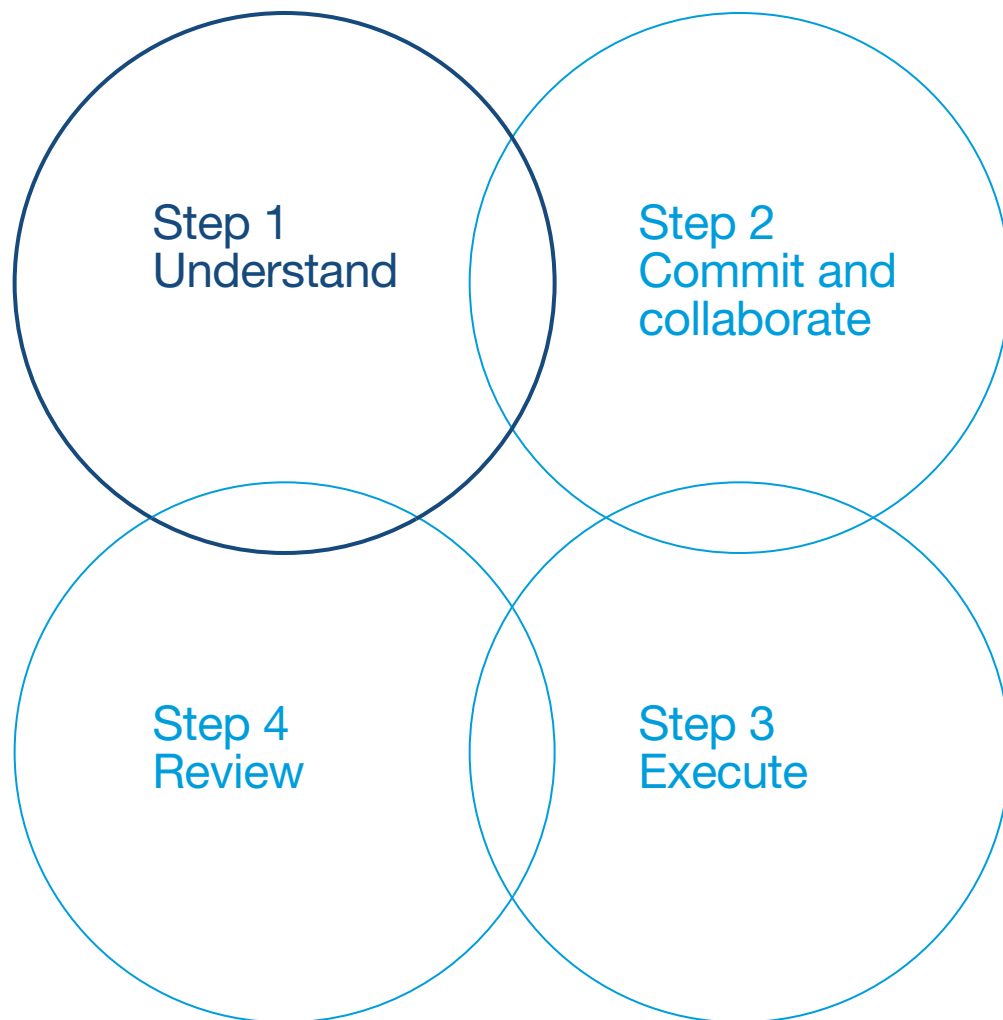 Step 1
Understand
Step 2
Commit and
collaborate
Step 4
Review
Step 3
Execute